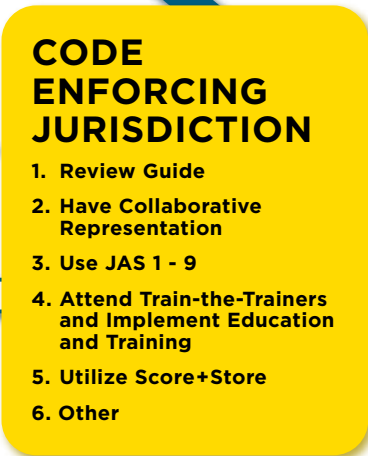 CODE
ENFORCING
JURISDICTION
1. Review Guide
2. Have Collaborative
Representation
3. Use JAS 1 - 9
4. Attend Train-the-Trainers
and Implement Education
and Training
5. Utilize Score+Store
6. Other